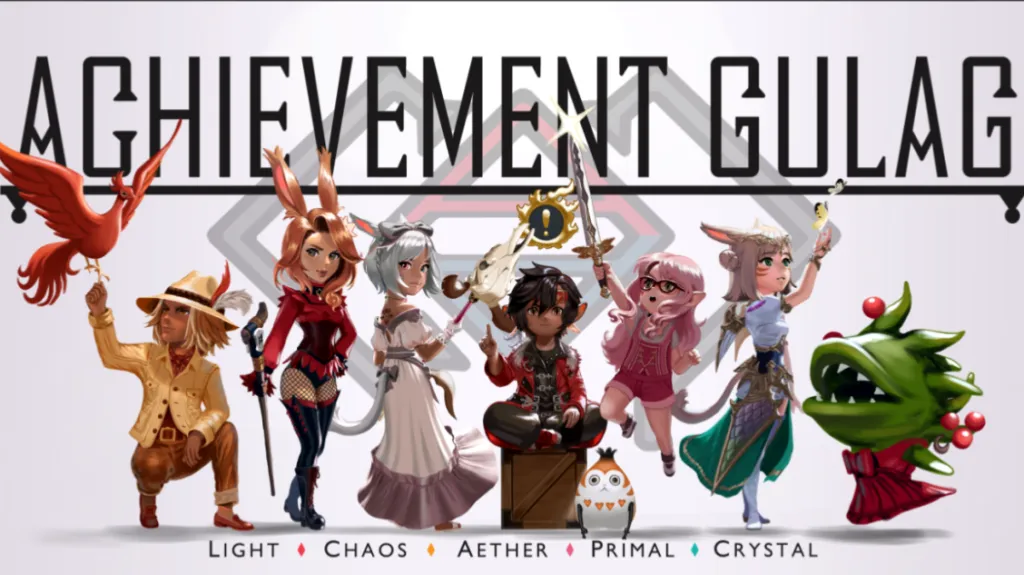 ACHIEVEMENT GULAG
!
LIGHT ♦ CHAOS ♦ AETHER ♦ PRIMAL ♦ CRYSTAL